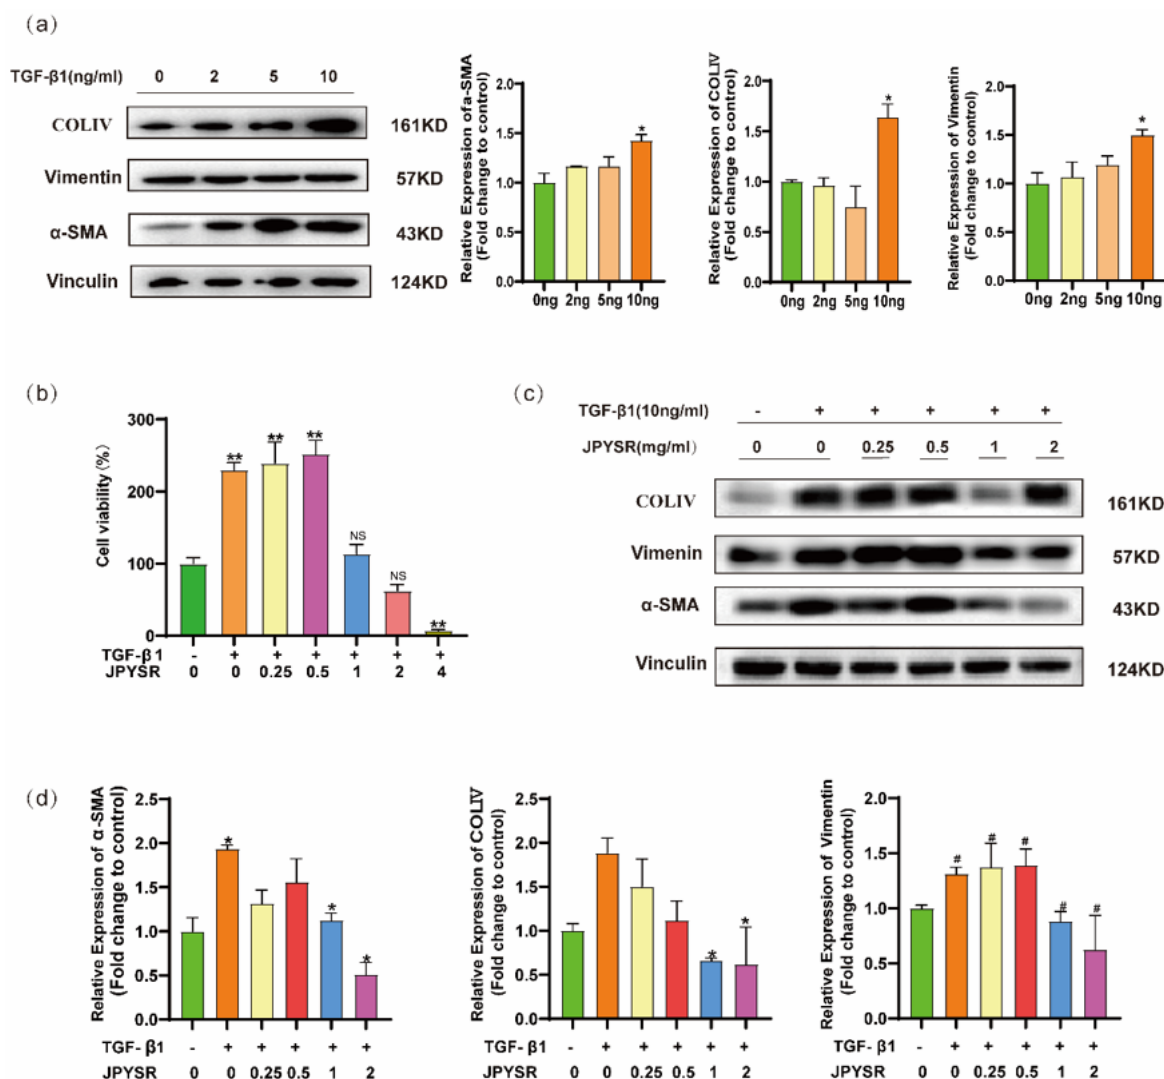 (a)
TGF-β1(ng/ml) 0 2 5 10
COLIV 161KD
Vimentin 57KD
α-SMA 43KD
Vinculin 124KD
Relative Expression ofa-SMA
(Fold change to control)
2.0
1.5
1.0
0.5
0.0
0ng 2ng 5ng 10ng
*
Relative Expression of COLIV
(Fold change to control)
2.0
1.5
1.0
0.5
0.0
0ng 2ng 5ng 10ng
*
Relative Expression of Vimentin
(Fold change to control)
2.0
1.5
1.0
0.5
0.0
0ng 2ng 5ng 10ng
*
(b)
Cell viability(%)
300
200
100
0
** ** ** NS NS **
TGF-β1 - + + + + + +
JPYSR 0 0 0.25 0.5 1 2 4
(c)
TGF-β1(10ng/ml) - + + + + +
JPYSR(mg/ml) 0 0 0.25 0.5 1 2
COLIV 161KD
Vimenin 57KD
α-SMA 43KD
Vinculin 124KD
(d)
Relative Expression of α-SMA
(Fold change to control)
2.5
2.0
1.5
1.0
0.5
0.0
* * *
TGF- β1 - + + + + +
JPYSR 0 0 0.25 0.5 1 2
Relative Expression of COLIV
(Fold change to control)
2.5
2.0
1.5
1.0
0.5
0.0
* *
TGF- β1 - + + + + +
JPYSR 0 0 0.25 0.5 1 2
Relative Expression of Vimentin
(Fold change to control)
2.0
1.5
1.0
0.5
0.0
# # # # #
TGF- β1 - + + + + +
JPYSR 0 0 0.25 0.5 1 2